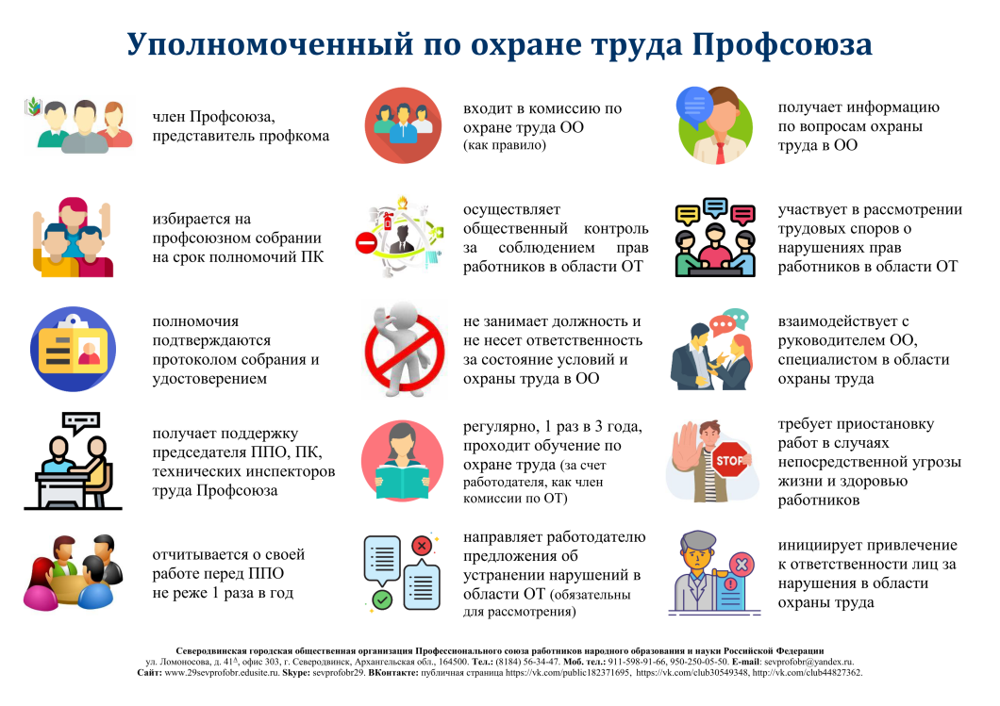 Уполномоченный по охране труда Профсоюза
член Профсоюза,
представитель профкома
входит в комиссию по
охране труда ОО
(как правило)
получает информацию
по вопросам охраны
труда в ОО
избирается на
профсоюзном собрании
на срок полномочий ПК
осуществляет
общественный контроль
за соблюдением прав
работников в области ОТ
участвует в рассмотрении
трудовых споров о
нарушениях прав
работников в области ОТ
полномочия
подтверждаются
протоколом собрания и
удостоверением
не занимает должность и
не несет ответственность
за состояние условий и
охраны труда в ОО
взаимодействует с
руководителем ОО,
специалистом в области
охраны труда
получает поддержку
председателя ППО, ПК,
технических инспекторов
труда Профсоюза
регулярно, 1 раз в 3 года,
проходит обучение по
охране труда (за счет
работодателя, как член
комиссии по ОТ)
STOP
требует приостановку
работ в случаях
непосредственной угрозы
жизни и здоровью
работников
отчитывается о своей
работе перед ППО
не реже 1 раза в год
направляет работодателю
предложения об
устранении нарушений в
области ОТ (обязательны
для рассмотрения)
инициирует привлечение
к ответственности лиц за
нарушения в области
охраны труда
Северодвинская городская общественная организация Профессионального союза работников народного образования и науки Российской Федерации
ул. Ломоносова, д. 41ᴬ, офис 303, г. Северодвинск, Архангельская обл., 164500. Тел.: (8184) 56-34-47. Моб. тел.: 911-598-91-66, 950-250-05-50. E-mail: sevprofobr@yandex.ru.
Сайт: www.29sevprofobr.edusite.ru. Skype: sevprofobr29. ВКонтакте: публичная страница https://vk.com/public182371695, https://vk.com/club30549348, http://vk.com/club44827362.